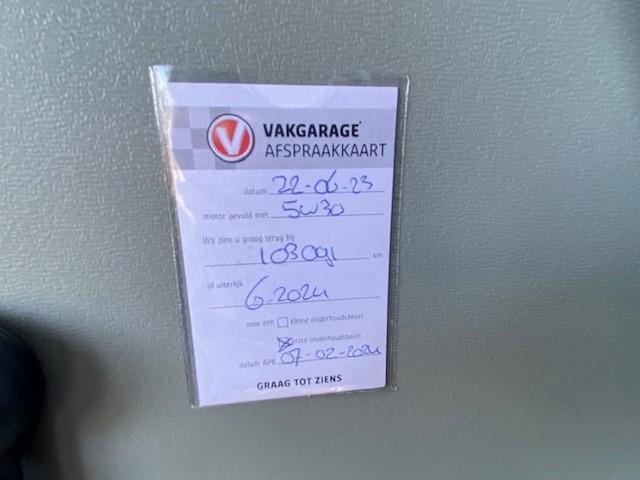 V VAKGARAGE
AFSPRAAKKAART
datum 22-06-23
motor gevuld met 5W30
Wij zien u graag terug bij
103091 km
of uiterlijk
6-2024
voor een kleine onderhoudsbeurt
grote onderhoudsbeurt
datum APK 07-02-2024
GRAAG TOT ZIENS